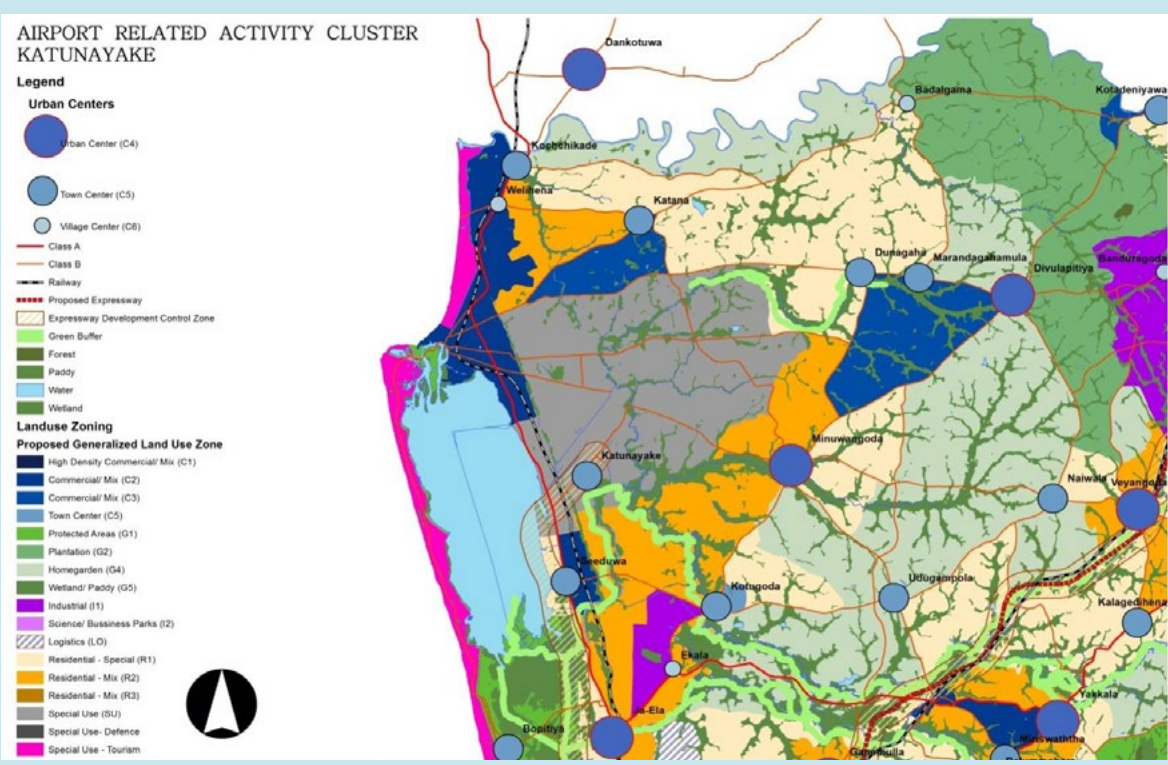 AIRPORT RELATED ACTIVITY CLUSTER
KATUNAYAKE
Legend
Urban Centers
Urban Center (C4)
Town Center (C5)
Village Center (C6)
Class A
Class B
Railway
Proposed Expressway
Expressway Development Control Zone
Green Buffer
Forest
Paddy
Water
Wetland
Landuse Zoning
Proposed Generalized Land Use Zone
High Density Commercial/ Mix (C1)
Commercial/ Mix (C2)
Commercial/ Mix (C3)
Town Center (C5)
Protected Areas (G1)
Plantation (G2)
Homegarden (G4)
Wetland/ Paddy (G5)
Industrial (I1)
Science/ Bussiness Parks (I2)
Logistics (LO)
Residential - Special (R1)
Residential - Mix (R2)
Residential - Mix (R3)
Special Use (SU)
Special Use- Defence
Special Use - Tourism
Dankotuwa
Badalgama
Kotadeniyawa
Kochchikade
Welihena
Katana
Dunagaha
Marandagahamula
Divulapitiya
Banduragoda
Minuwangoda
Katunayake
Naiwala
Veyangoda
Seeduwa
Kotugoda
Udugampola
Kalagedihena
Ekala
Ja-Ela
Yakkala
Bopitiya
Miriswaththa